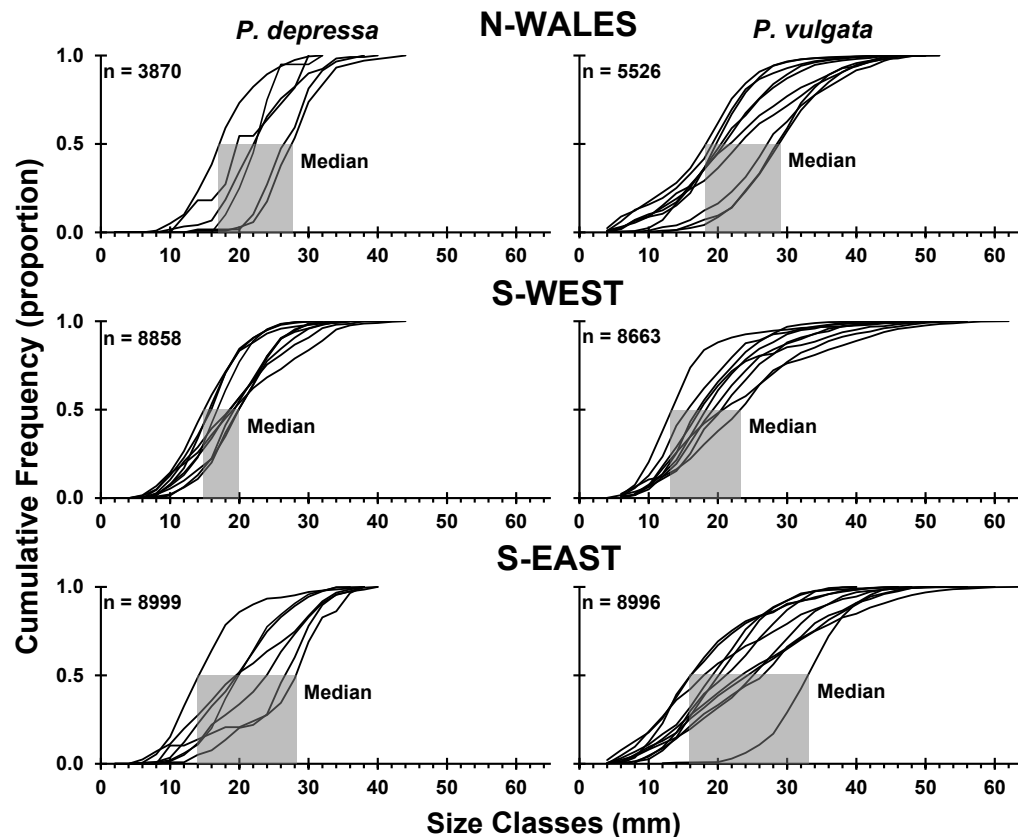 N-WALES
P. depressa P. vulgata
1.0 n = 3870 n = 5526
0.5 Median Median
0.0
0 10 20 30 40 50 60 0 10 20 30 40 50 60
S-WEST
1.0 n = 8858 n = 8663
0.5 Median Median
0.0
0 10 20 30 40 50 60 0 10 20 30 40 50 60
S-EAST
1.0 n = 8999 n = 8996
0.5 Median Median
0.0
0 10 20 30 40 50 60 0 10 20 30 40 50 60
Cumulative Frequency (proportion)
Size Classes (mm)